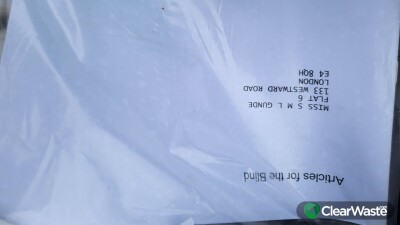 Articles for the Blind
MISS S M L GUNDE
FLAT 6
133 WESTWARD ROAD
LONDON
E4 8QH
ClearWaste